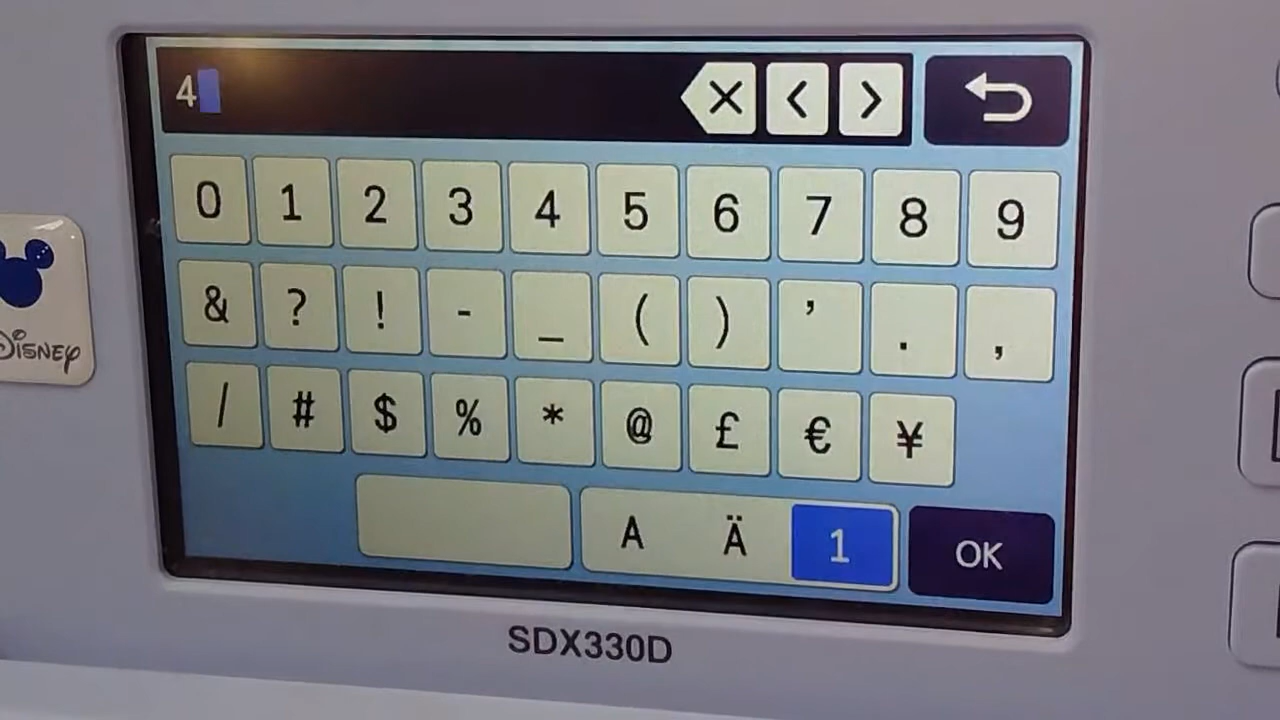 4
0 1 2 3 4 5 6 7 8 9
& ? ! - _ ( ) ’ . ,
/ # $ % * @ £ € ¥
A Ä 1 OK
DISNEY
SDX330D